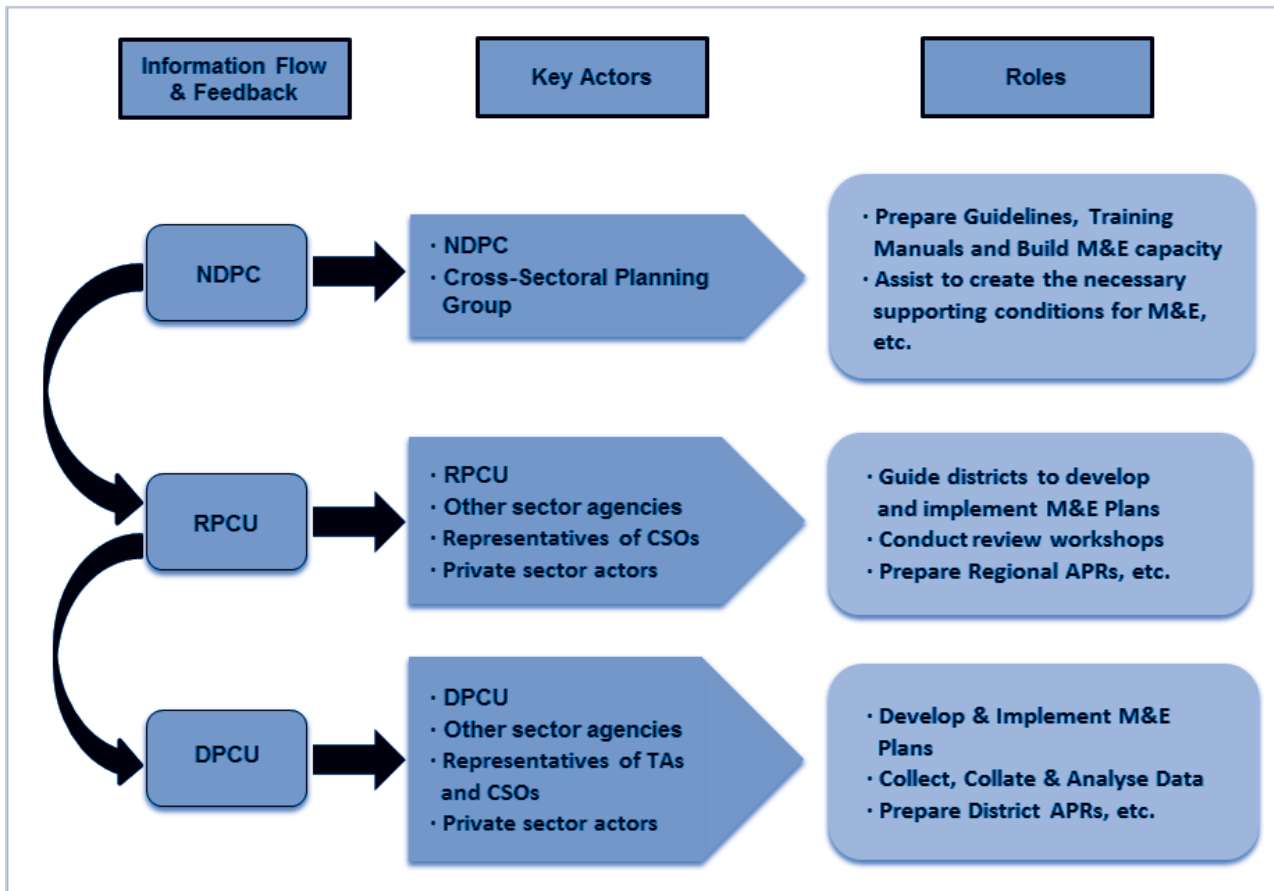 Information Flow
& Feedback
Key Actors
Roles
NDPC
· NDPC
· Cross-Sectoral Planning
Group
· Prepare Guidelines, Training
Manuals and Build M&E capacity
· Assist to create the necessary
supporting conditions for M&E,
etc.
RPCU
· RPCU
· Other sector agencies
· Representatives of CSOs
· Private sector actors
· Guide districts to develop
and implement M&E Plans
· Conduct review workshops
· Prepare Regional APRs, etc.
DPCU
· DPCU
· Other sector agencies
· Representatives of TAs
and CSOs
· Private sector actors
· Develop & Implement M&E
Plans
· Collect, Collate & Analyse Data
· Prepare District APRs, etc.